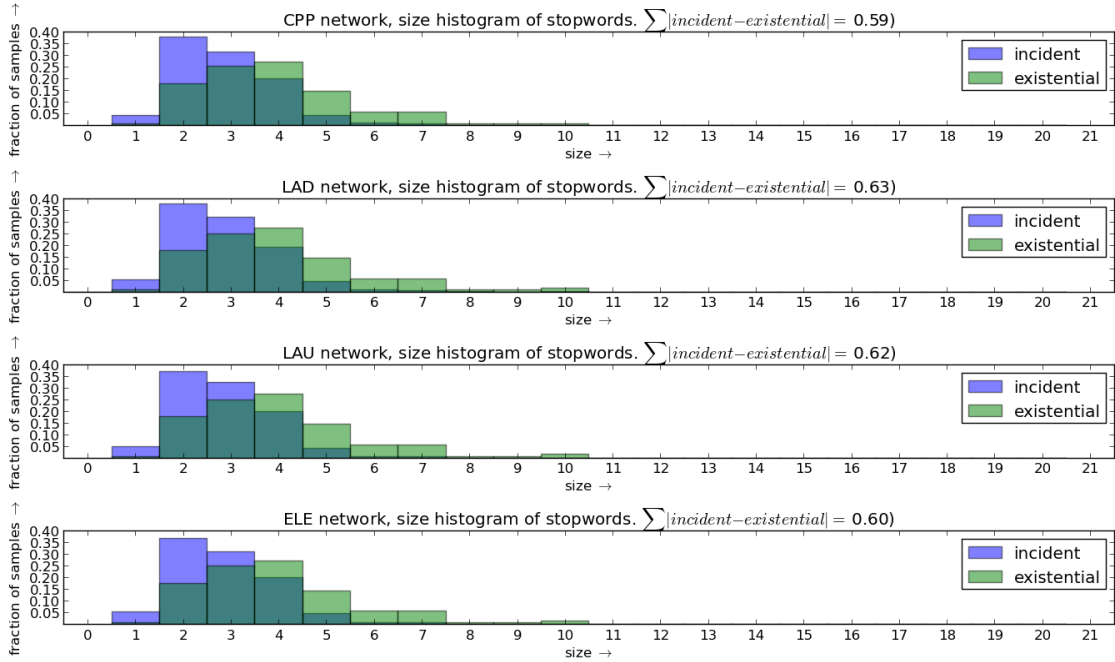 CPP network, size histogram of stopwords. ∑|incident−existential| = 0.59)
fraction of samples →
0.40
0.35
0.30
0.25
0.20
0.15
0.10
0.05
incident
existential
0 1 2 3 4 5 6 7 8 9 10 11 12 13 14 15 16 17 18 19 20 21
size →
LAD network, size histogram of stopwords. ∑|incident−existential| = 0.63)
fraction of samples →
0.40
0.35
0.30
0.25
0.20
0.15
0.10
0.05
incident
existential
0 1 2 3 4 5 6 7 8 9 10 11 12 13 14 15 16 17 18 19 20 21
size →
LAU network, size histogram of stopwords. ∑|incident−existential| = 0.62)
fraction of samples →
0.40
0.35
0.30
0.25
0.20
0.15
0.10
0.05
incident
existential
0 1 2 3 4 5 6 7 8 9 10 11 12 13 14 15 16 17 18 19 20 21
size →
ELE network, size histogram of stopwords. ∑|incident−existential| = 0.60)
fraction of samples →
0.40
0.35
0.30
0.25
0.20
0.15
0.10
0.05
incident
existential
0 1 2 3 4 5 6 7 8 9 10 11 12 13 14 15 16 17 18 19 20 21
size →